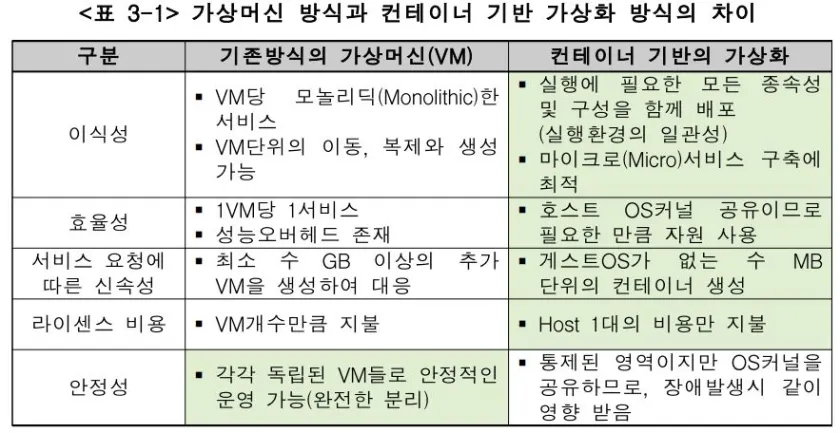 <표 3-1> 가상머신 방식과 컨테이너 기반 가상화 방식의 차이
구분
기존방식의 가상머신(VM)
컨테이너 기반의 가상화
이식성
▪ VM당 모놀리딕(Monolithic)한
서비스
▪ VM단위의 이동, 복제와 생성
가능
▪ 실행에 필요한 모든 종속성
및 구성을 함께 배포
(실행환경의 일관성)
▪ 마이크로(Micro)서비스 구축에
최적
효율성
▪ 1VM당 1서비스
▪ 성능오버헤드 존재
▪ 호스트 OS커널 공유이므로
필요한 만큼 자원 사용
서비스 요청에
따른 신속성
▪ 최소 수 GB 이상의 추가
VM을 생성하여 대응
▪ 게스트OS가 없는 수 MB
단위의 컨테이너 생성
라이센스 비용
▪ VM개수만큼 지불
▪ Host 1대의 비용만 지불
안정성
▪ 각각 독립된 VM들로 안정적인
운영 가능(완전한 분리)
▪ 통제된 영역이지만 OS커널을
공유하므로, 장애발생시 같이
영향 받음